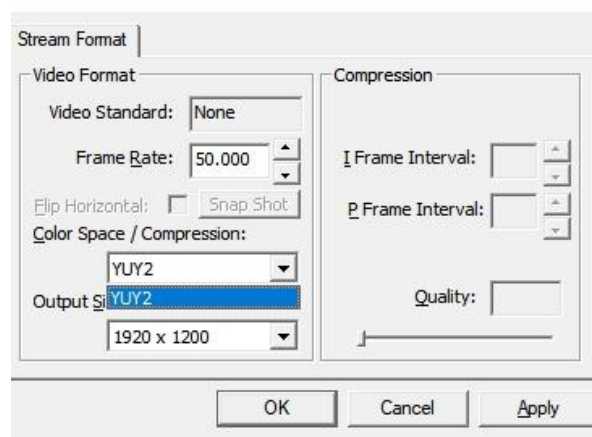 Stream Format
Video Format
Video Standard: None
Frame Rate: 50.000
Flip Horizontal: Snap Shot
Color Space / Compression:
YUY2
YUY2
Output Si
1920 x 1200
Compression
I Frame Interval:
P Frame Interval:
Quality:
OK Cancel Apply